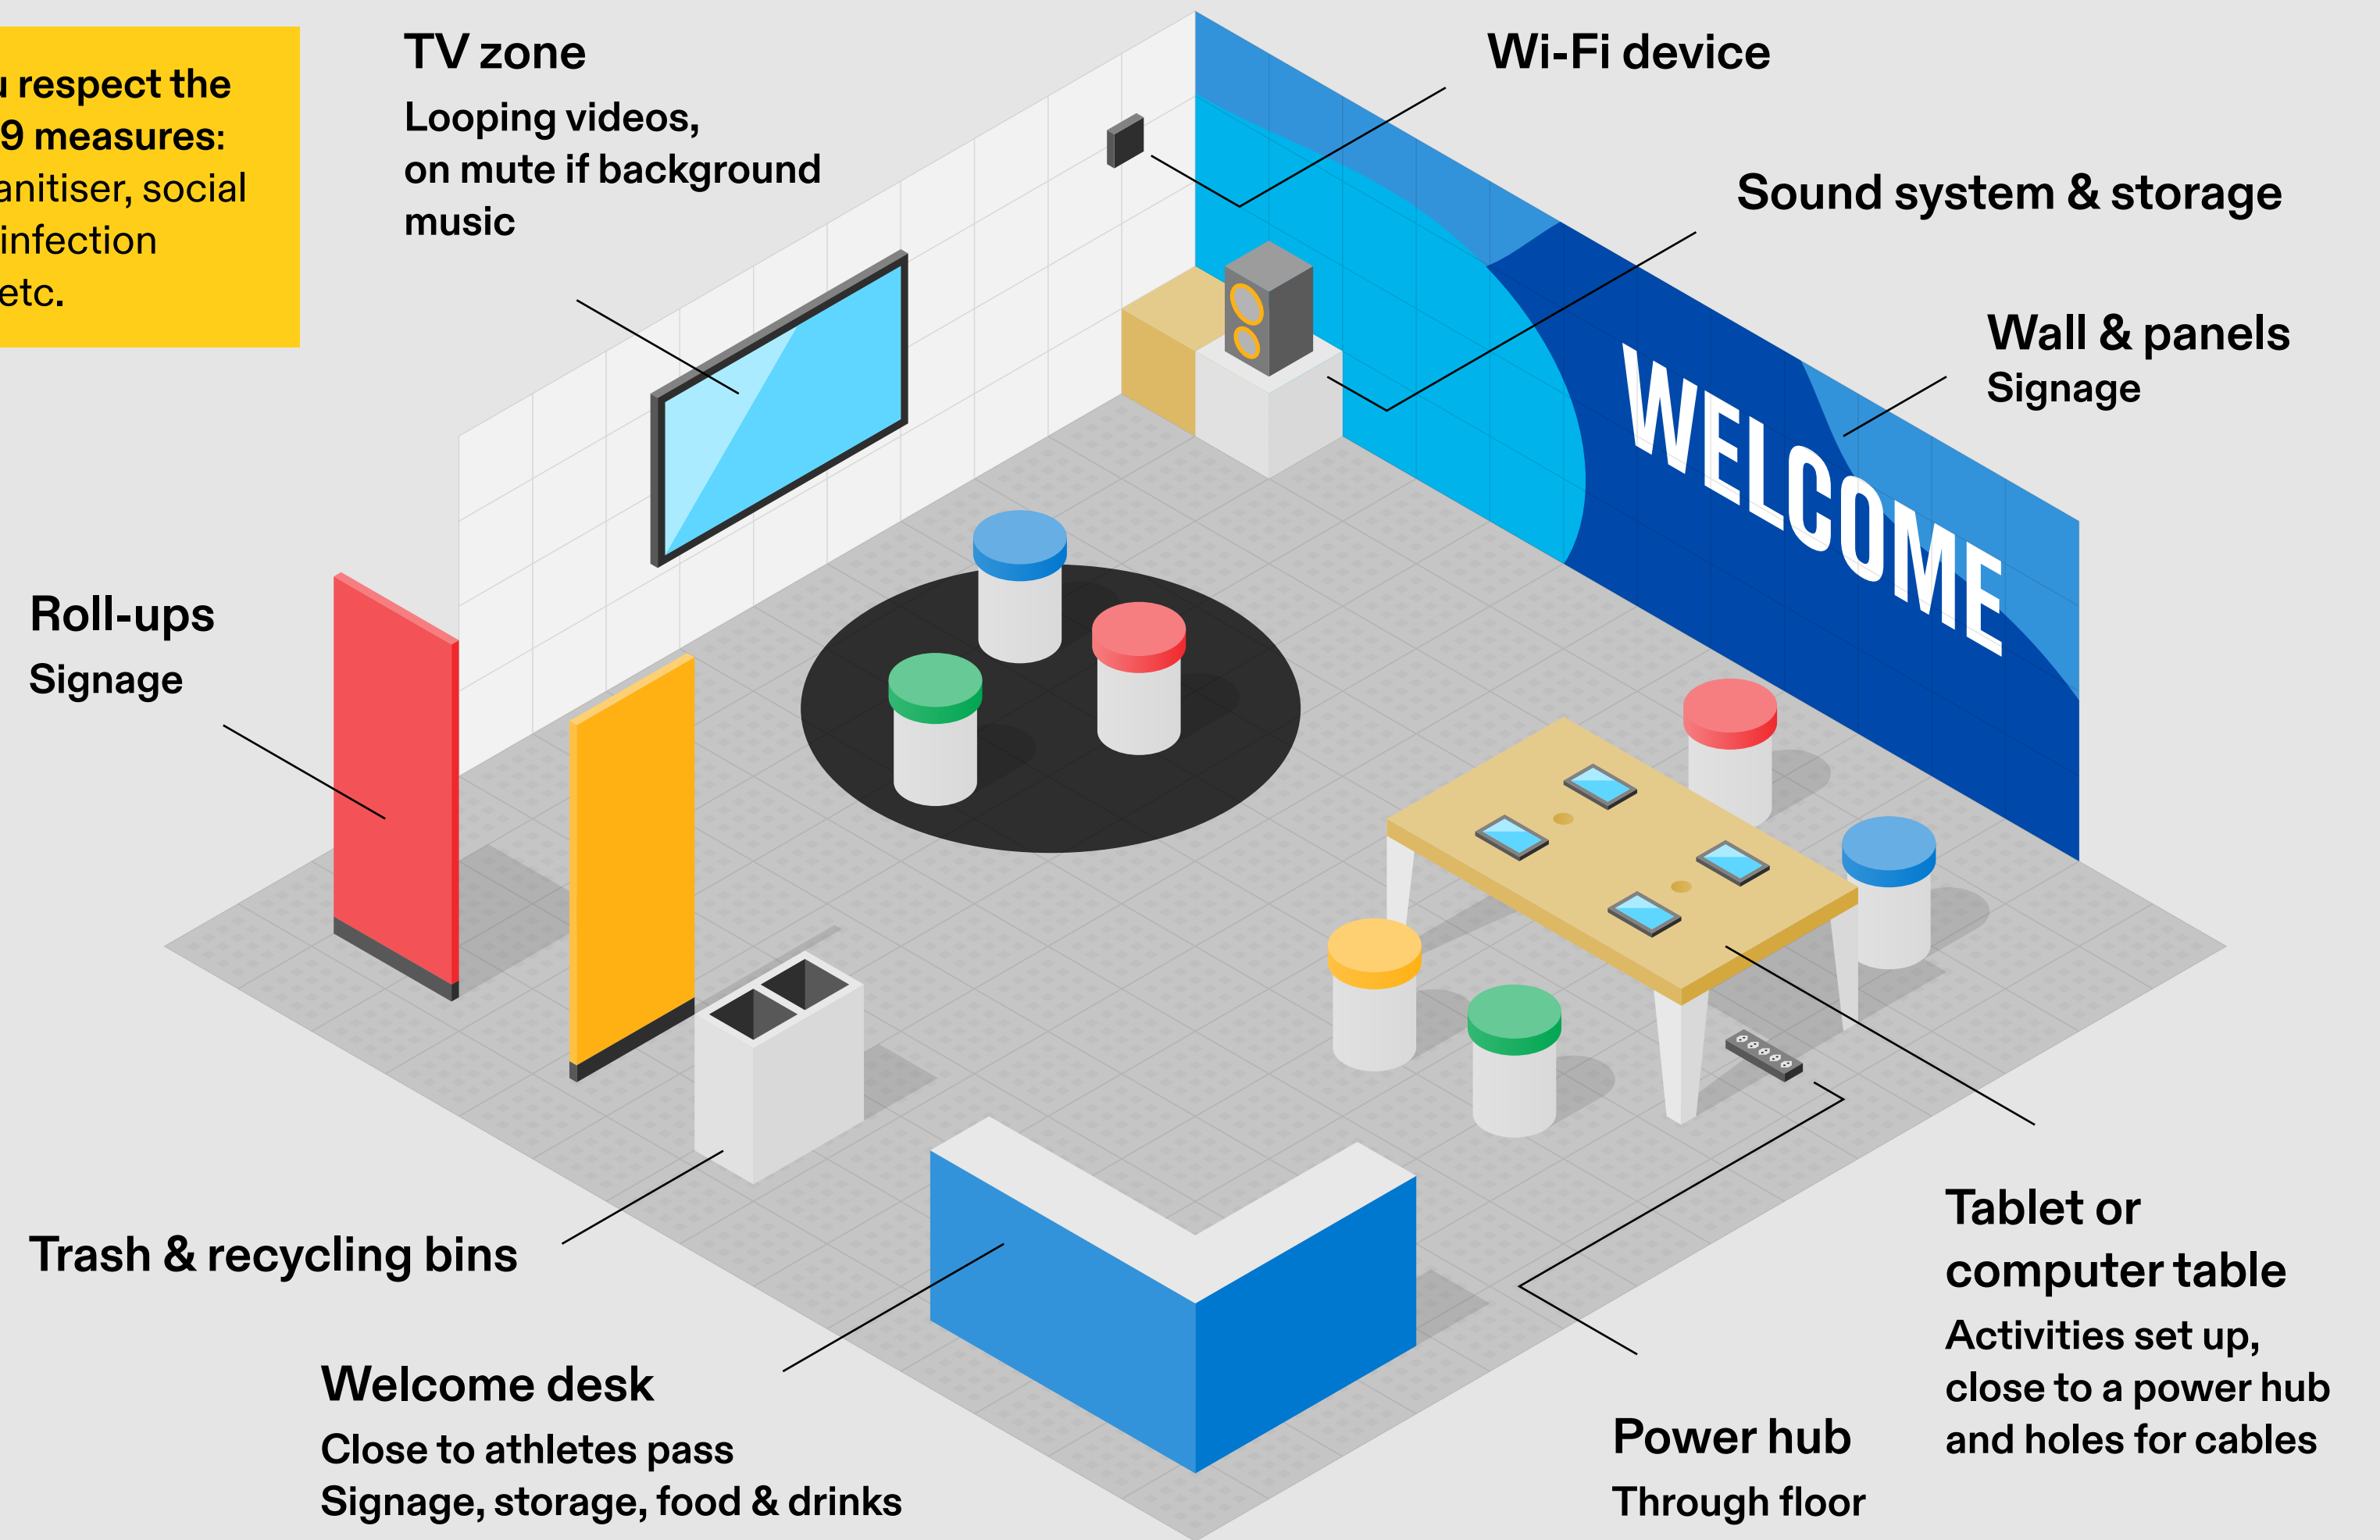 u respect the
9 measures:
anitiser, social
infection
etc.
TV zone
Looping videos,
on mute if background
music
Wi-Fi device
Sound system & storage
Wall & panels
Signage
WELCOME
Roll-ups
Signage
Trash & recycling bins
Welcome desk
Close to athletes pass
Signage, storage, food & drinks
Power hub
Through floor
Tablet or
computer table
Activities set up,
close to a power hub
and holes for cables